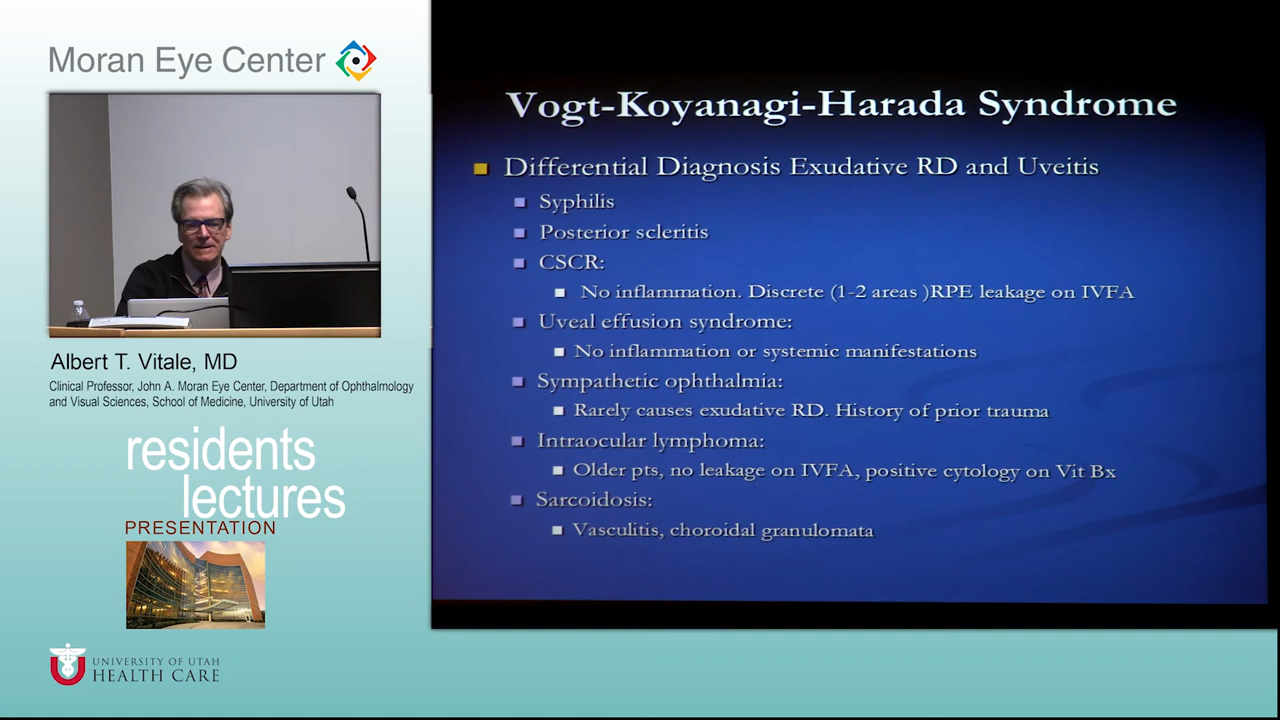 Moran Eye Center
Albert T. Vitale, MD
Clinical Professor, John A. Moran Eye Center, Department of Ophthalmology
and Visual Sciences, School of Medicine, University of Utah
residents
lectures
PRESENTATION
UNIVERSITY OF UTAH
HEALTH CARE
Vogt-Koyanagi-Harada Syndrome
Differential Diagnosis Exudative RD and Uveitis
Syphilis
Posterior scleritis
CSCR:
No inflammation. Discrete (1-2 areas )RPE leakage on IVFA
Uveal effusion syndrome:
No inflammation or systemic manifestations
Sympathetic ophthalmia:
Rarely causes exudative RD. History of prior trauma
Intraocular lymphoma:
Older pts, no leakage on IVFA, positive cytology on Vit Bx
Sarcoidosis:
Vasculitis, choroidal granulomata